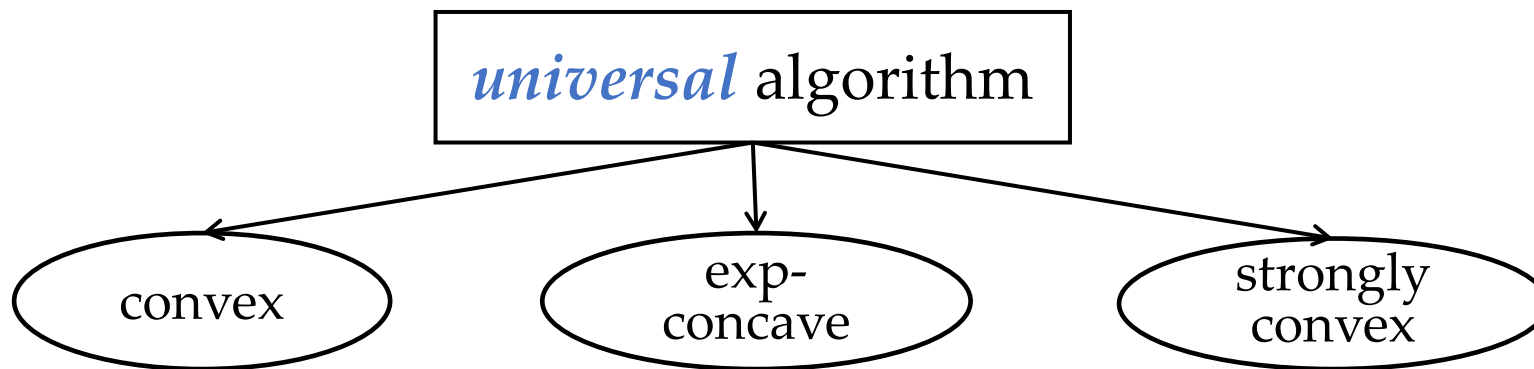 universal algorithm
convex
exp-
concave
strongly
convex